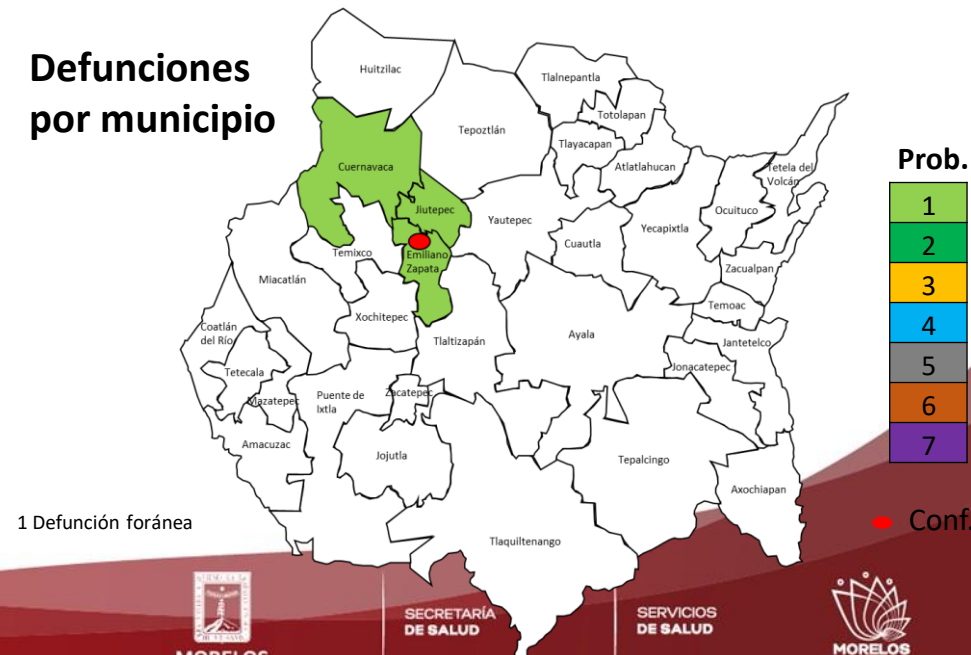 Defunciones
por municipio
Huitzilac
Tlalnepantla
Totolapan
Tepoztlán
Tlayacapan
Atlatlahucan
Cuernavaca
Tetela del
Volcán
Jiutepec
Ocuituco
Yautepec
Yecapixtla
Cuautla
Temixco
Emiliano
Zapata
Zacualpan
Miacatlán
Temoac
Xochitepec
Coatlán
del Río
Tlaltizapán
Ayala
Jantetelco
Jonacatepec
Tetecala
Mazatepec
Puente de
Ixtla
Zacatepec
Amacuzac
Jojutla
Tepalcingo
Axochiapan
Tlaquiltenango
Prob.
1
2
3
4
5
6
7
Conf.
1 Defunción foránea
MORELOS
SECRETARÍA
DE SALUD
SERVICIOS
DE SALUD
MORELOS